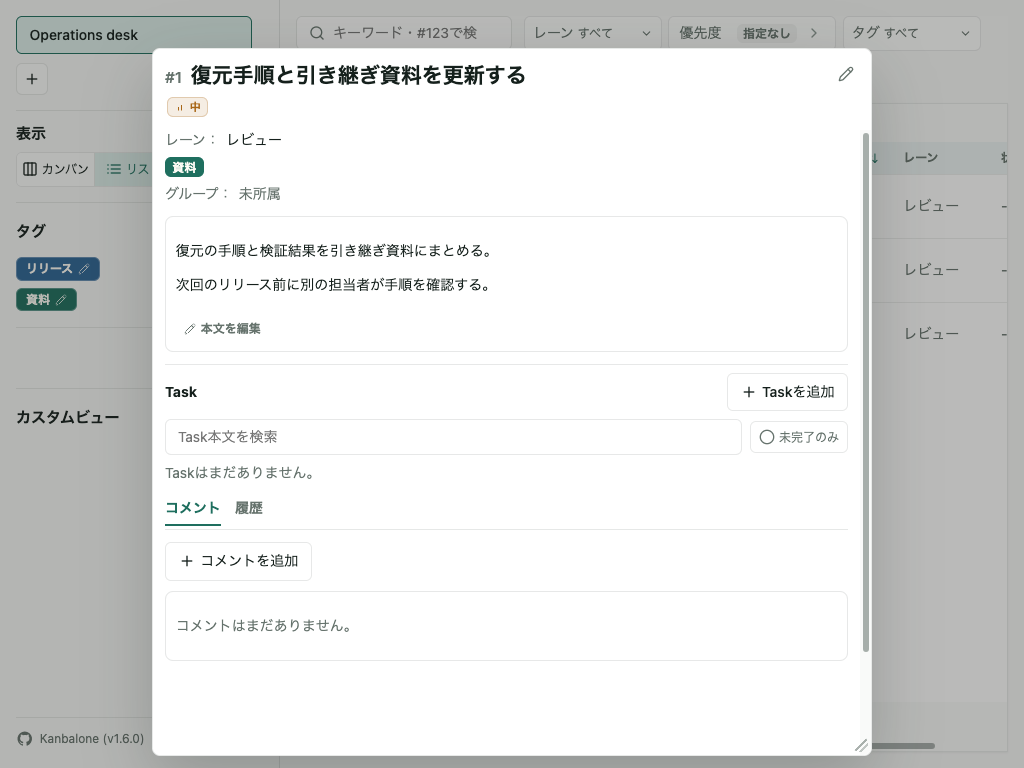 Operations desk
キーワード・#123で検
レーン すべて
優先度 指定なし
タグ すべて
表示
カンバン
リス
タグ
リリース
資料
カスタムビュー
Kanbalone (v1.6.0)
#1 復元手順と引き継ぎ資料を更新する
中
レーン： レビュー
資料
グループ： 未所属
復元の手順と検証結果を引き継ぎ資料にまとめる。
次回のリリース前に別の担当者が手順を確認する。
本文を編集
Task
Taskを追加
Task本文を検索
未完了のみ
Taskはまだありません。
コメント 履歴
コメントを追加
コメントはまだありません。
↓ レーン
レビュー
レビュー
レビュー